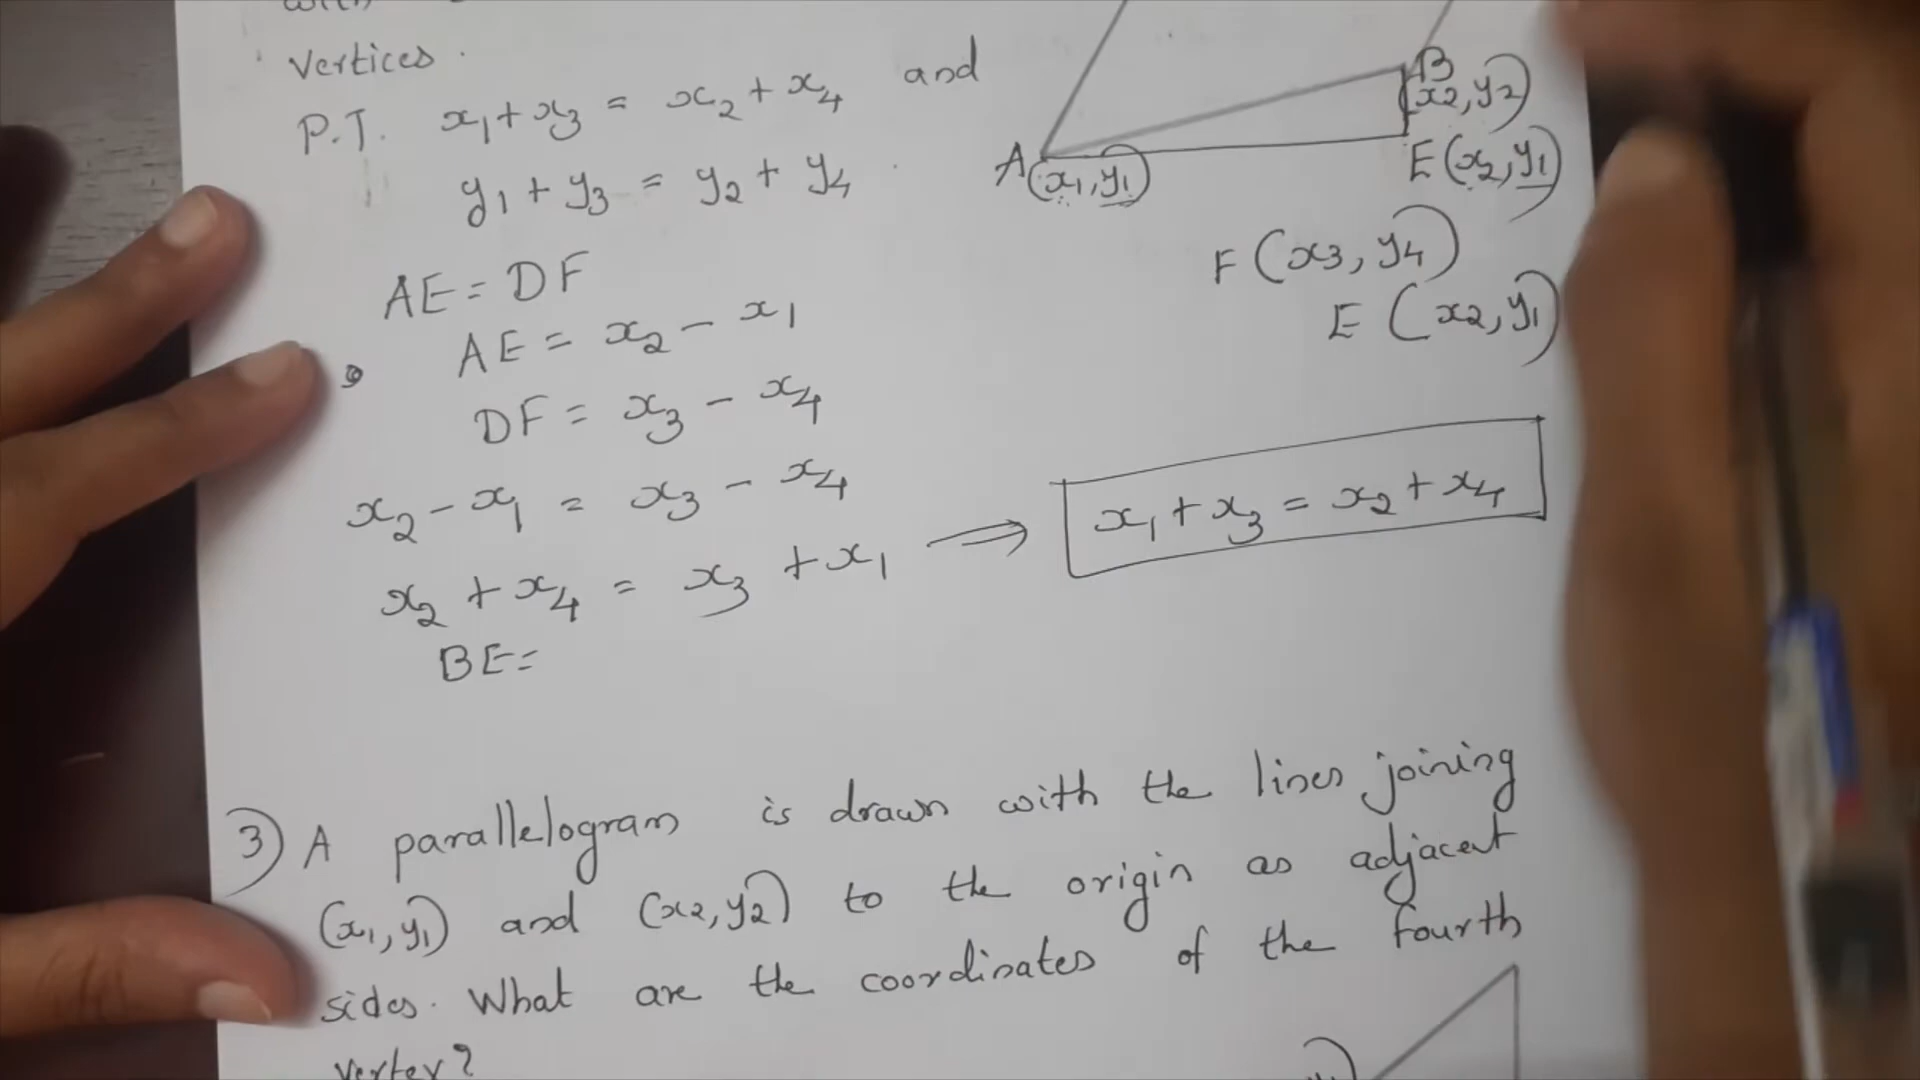 with
vertices.
P.T. x₁ + x₃ = x₂ + x₄ and
y₁ + y₃ = y₂ + y₄
B
(x₂, y₂)
A(x₁, y₁)
E(x₂, y₁)
F(x₃, y₄)
E(x₂, y₁)
AE = DF
AE = x₂ - x₁
DF = x₃ - x₄
x₂ - x₁ = x₃ - x₄
x₂ + x₄ = x₃ + x₁ ⟹ x₁ + x₃ = x₂ + x₄
BE =
3) A parallelogram is drawn with the lines joining
(x₁, y₁) and (x₂, y₂) to the origin as adjacent
sides. What are the coordinates of the fourth
vertex?